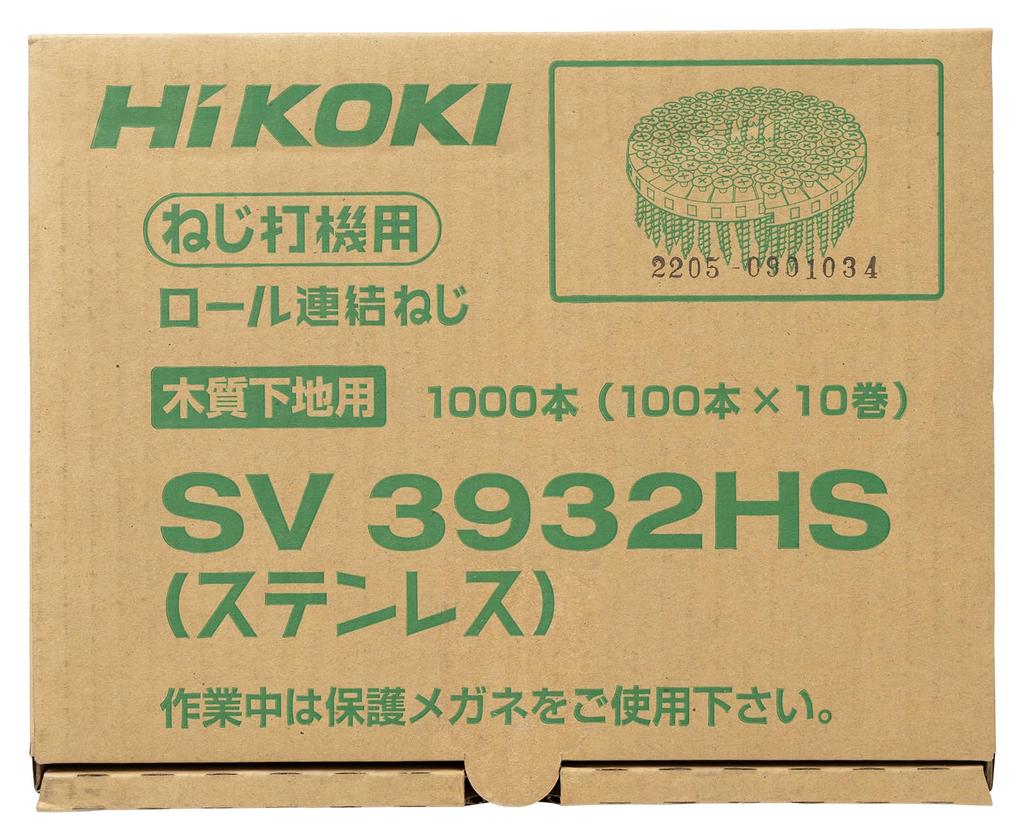 HiKOKI
ねじ打機用
ロール連結ねじ
2205-0901034
木質下地用
1000本（100本×10巻）
SV 3932HS
（ステンレス）
作業中は保護メガネをご使用下さい。